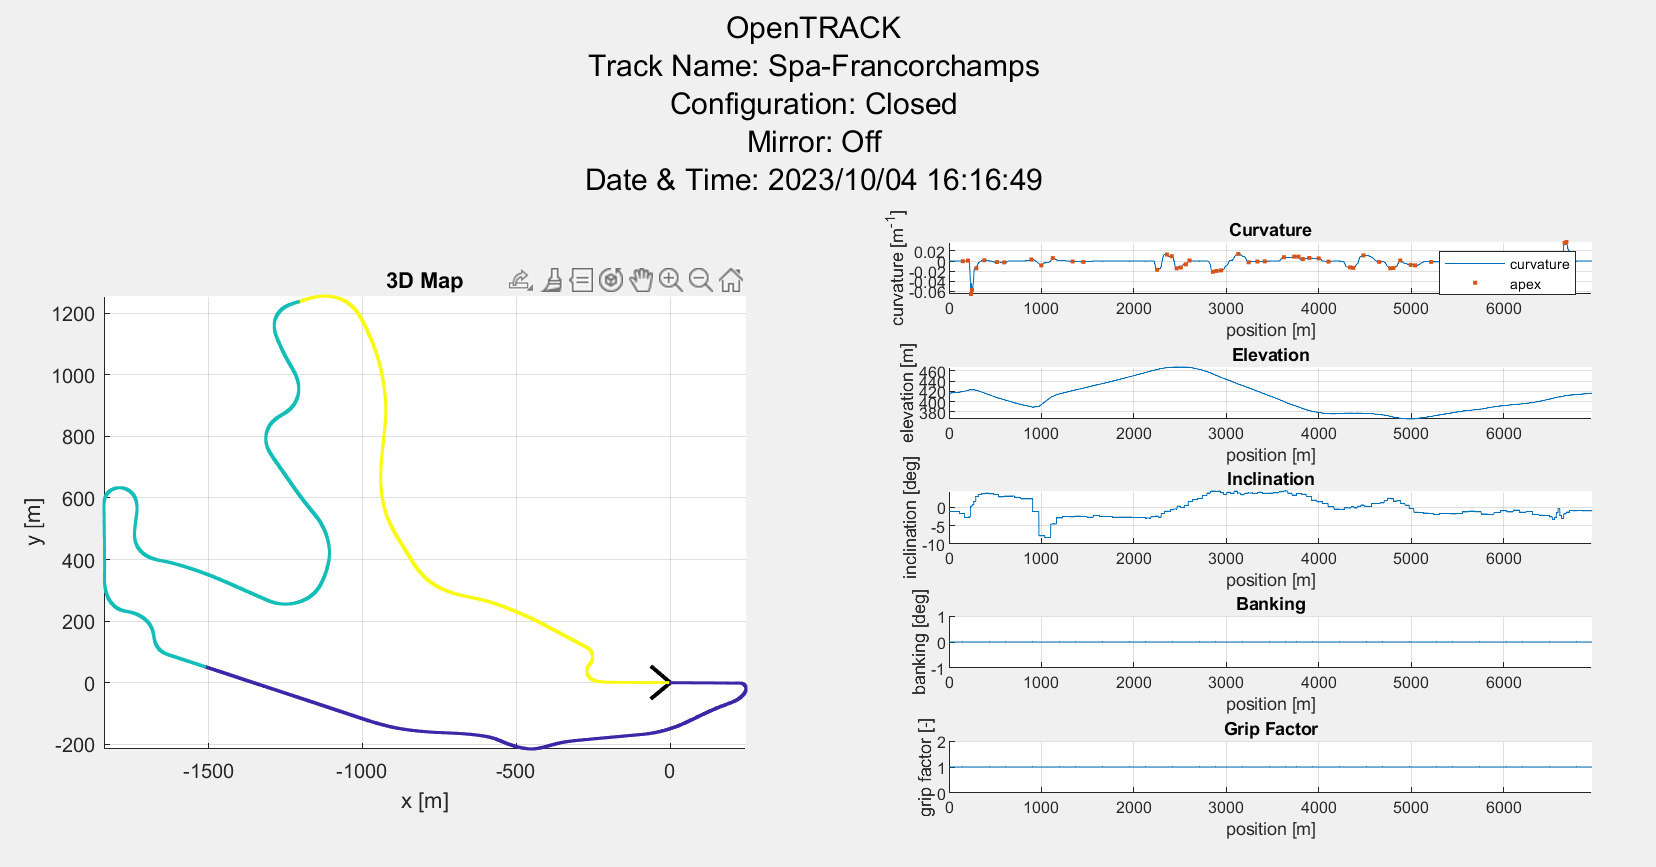 OpenTRACK
Track Name: Spa-Francorchamps
Configuration: Closed
Mirror: Off
Date & Time: 2023/10/04 16:16:49
3D Map
1200
1000
800
600
400
200
0
-200
y [m]
-1500 -1000 -500 0
x [m]
Curvature
curvature [m-1]
0.02
0
-0.02
-0.04
-0.06
curvature
apex
0 1000 2000 3000 4000 5000 6000
position [m]
Elevation
elevation [m]
460
440
420
400
380
0 1000 2000 3000 4000 5000 6000
position [m]
Inclination
inclination [deg]
0
-5
-10
0 1000 2000 3000 4000 5000 6000
position [m]
Banking
banking [deg]
1
0
-1
0 1000 2000 3000 4000 5000 6000
position [m]
Grip Factor
grip factor [-]
2
1
0
0 1000 2000 3000 4000 5000 6000
position [m]